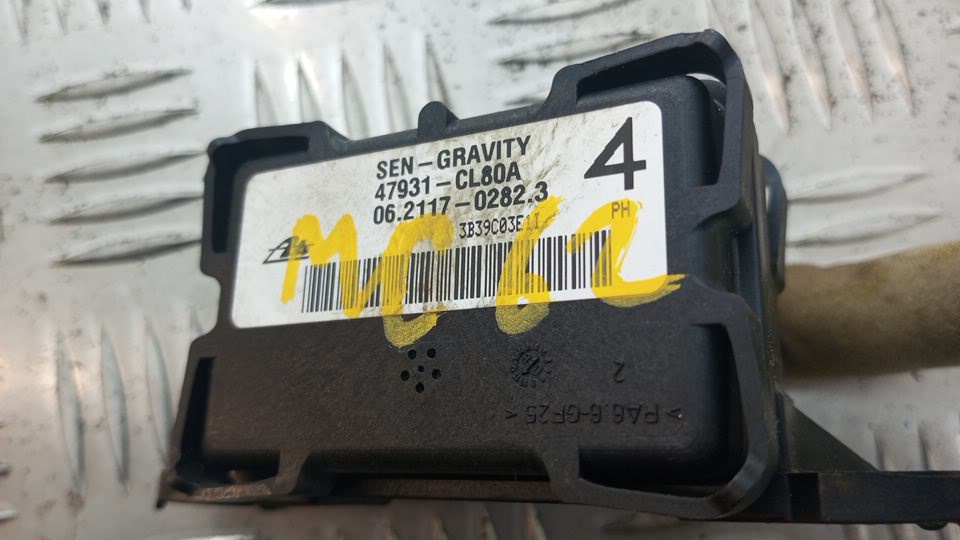 SEN-GRAVITY
47931-CL80A
06.2117-0282.3
4
3B39C03E11
PH
MC62
2
>PA6.6-GF25<